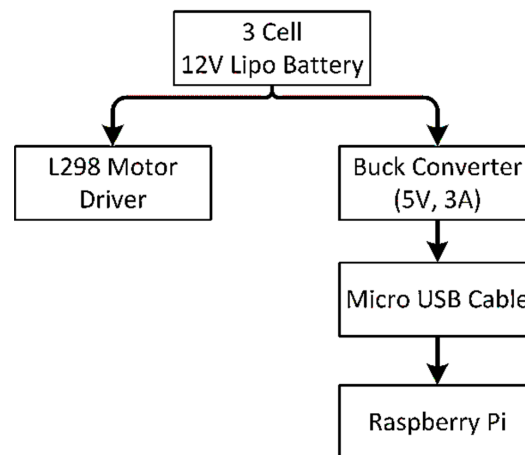 3 Cell
12V Lipo Battery
L298 Motor
Driver
Buck Converter
(5V, 3A)
Micro USB Cable
Raspberry Pi